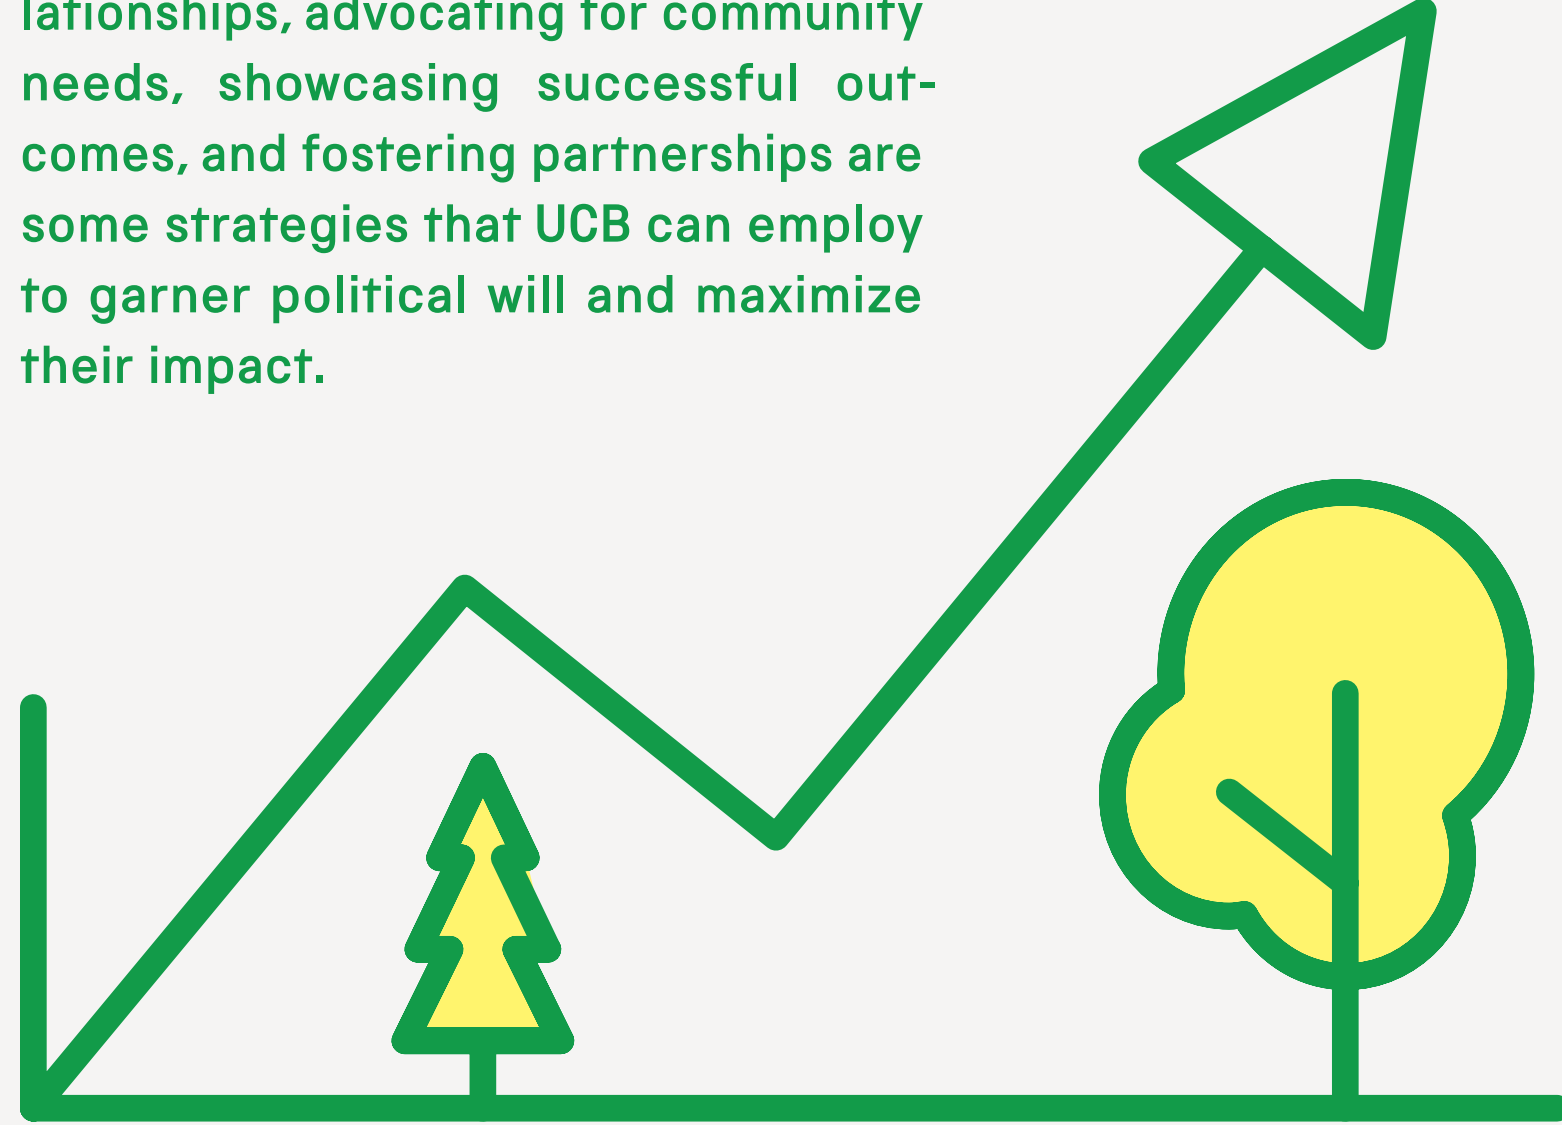 lationships, advocating for community
needs, showcasing successful out-
comes, and fostering partnerships are
some strategies that UCB can employ
to garner political will and maximize
their impact.